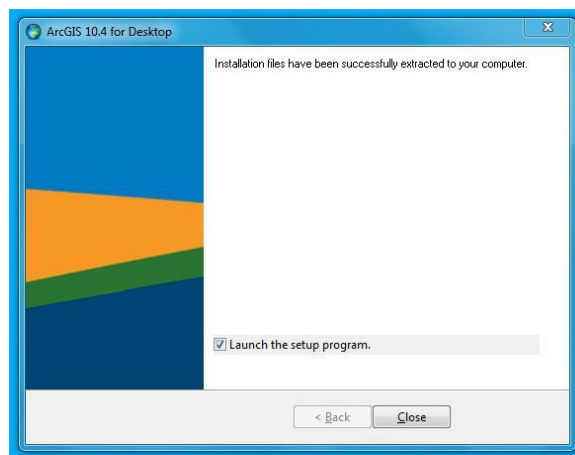 ArcGIS 10.4 for Desktop
Installation files have been successfully extracted to your computer.
Launch the setup program.
< Back
Close